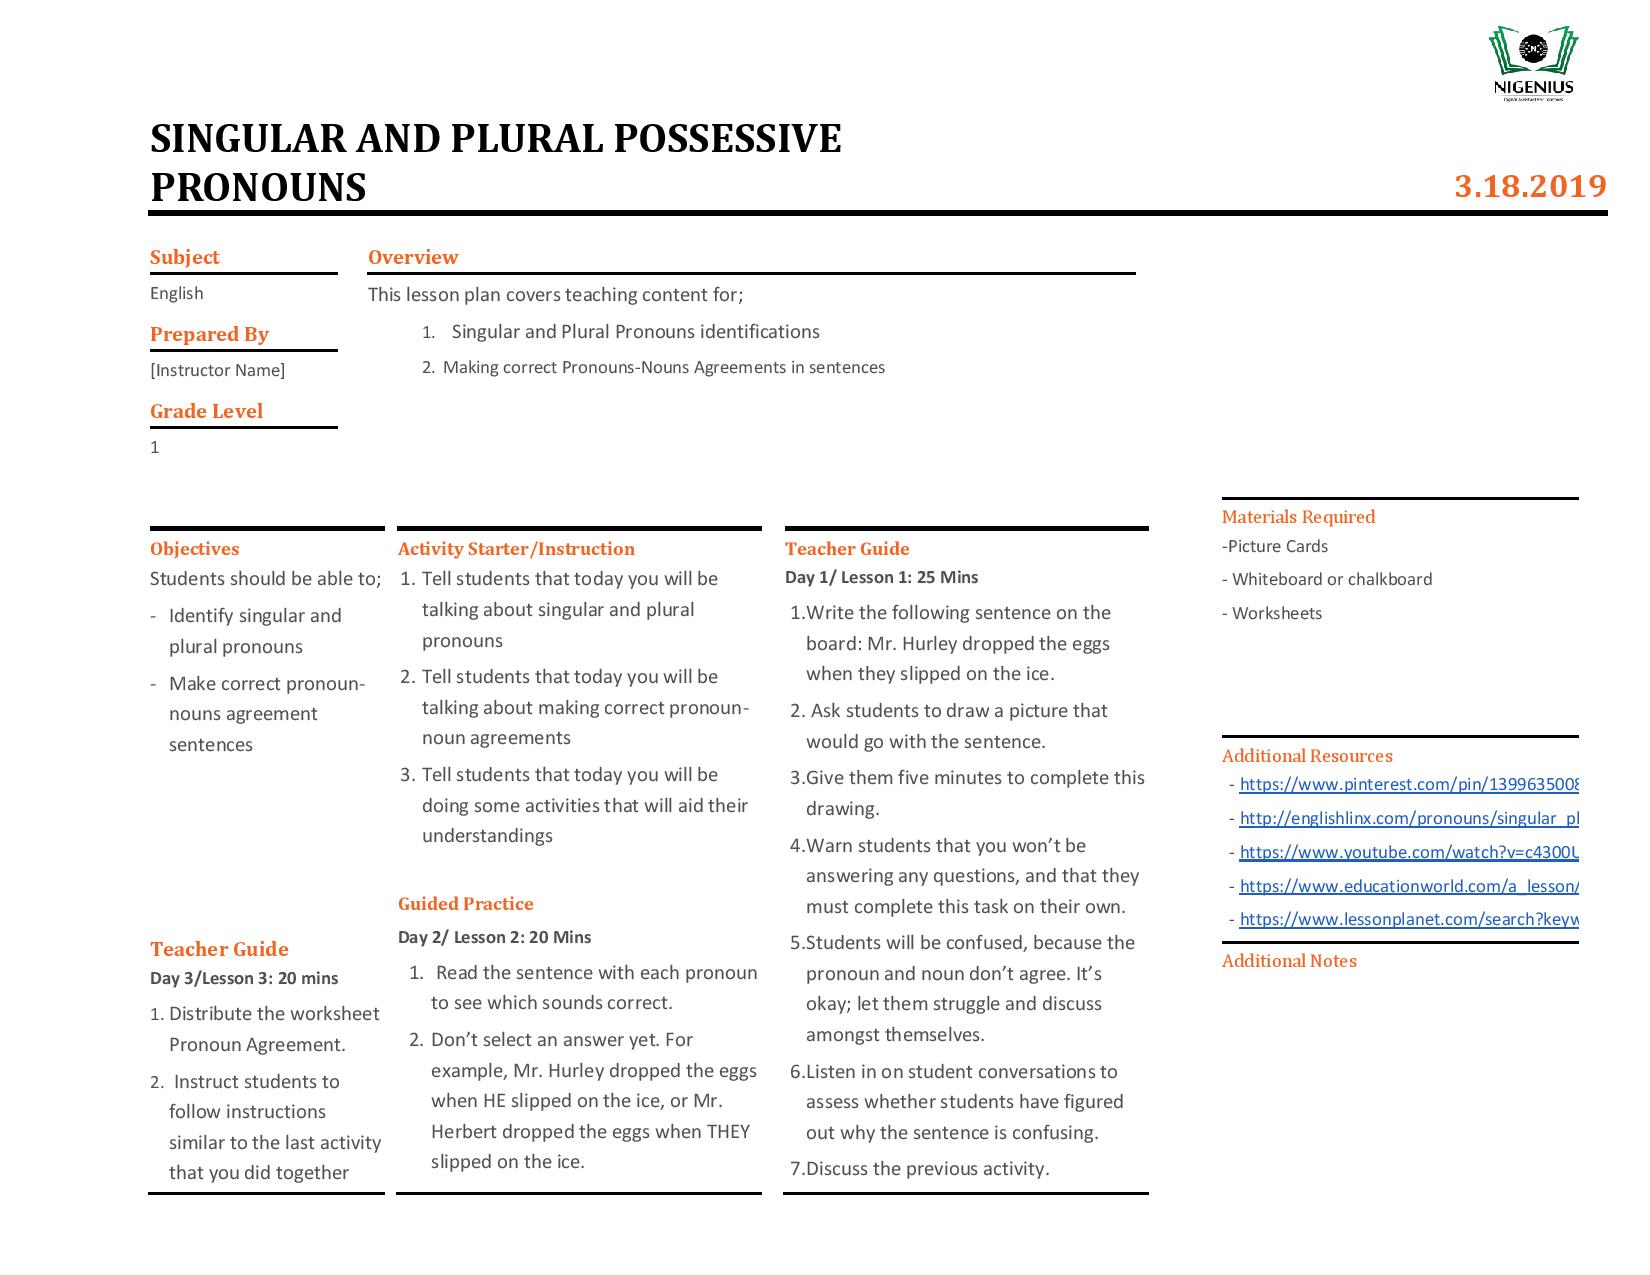 NIGENIUS
SINGULAR AND PLURAL POSSESSIVE
PRONOUNS
3.18.2019
Subject
English
Prepared By
[Instructor Name]
Grade Level
1
Overview
This lesson plan covers teaching content for;
1. Singular and Plural Pronouns identifications
2. Making correct Pronouns-Nouns Agreements in sentences
Objectives
Students should be able to;
- Identify singular and
plural pronouns
- Make correct pronoun-
nouns agreement
sentences
Teacher Guide
Day 3/Lesson 3: 20 mins
1. Distribute the worksheet
Pronoun Agreement.
2. Instruct students to
follow instructions
similar to the last activity
that you did together
Activity Starter/Instruction
1. Tell students that today you will be
talking about singular and plural
pronouns
2. Tell students that today you will be
talking about making correct pronoun-
noun agreements
3. Tell students that today you will be
doing some activities that will aid their
understandings
Guided Practice
Day 2/ Lesson 2: 20 Mins
1. Read the sentence with each pronoun
to see which sounds correct.
2. Don’t select an answer yet. For
example, Mr. Hurley dropped the eggs
when HE slipped on the ice, or Mr.
Herbert dropped the eggs when THEY
slipped on the ice.
Teacher Guide
Day 1/ Lesson 1: 25 Mins
1.Write the following sentence on the
board: Mr. Hurley dropped the eggs
when they slipped on the ice.
2. Ask students to draw a picture that
would go with the sentence.
3.Give them five minutes to complete this
drawing.
4.Warn students that you won’t be
answering any questions, and that they
must complete this task on their own.
5.Students will be confused, because the
pronoun and noun don’t agree. It’s
okay; let them struggle and discuss
amongst themselves.
6.Listen in on student conversations to
assess whether students have figured
out why the sentence is confusing.
7.Discuss the previous activity.
Materials Required
-Picture Cards
- Whiteboard or chalkboard
- Worksheets
Additional Resources
- https://www.pinterest.com/pin/1399635008
- http://englishlinx.com/pronouns/singular_pl
- https://www.youtube.com/watch?v=c4300U
- https://www.educationworld.com/a_lesson/
- https://www.lessonplanet.com/search?keyw
Additional Notes